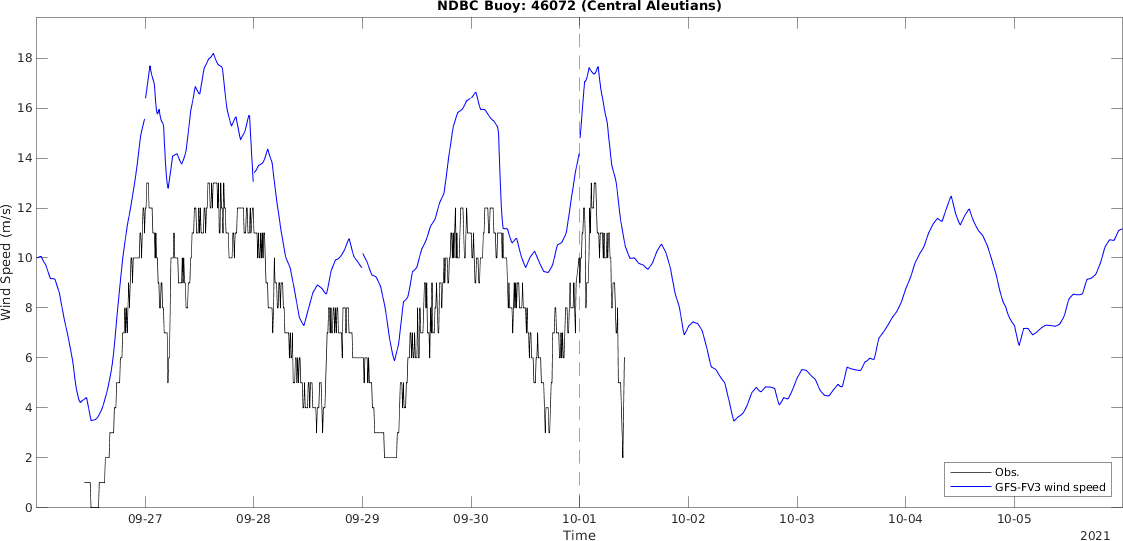 NDBC Buoy: 46072 (Central Aleutians)
18
16
14
12
10
8
6
4
2
0
Wind Speed (m/s)
Obs.
GFS-FV3 wind speed
09-27 09-28 09-29 09-30 10-01 10-02 10-03 10-04 10-05
Time
2021